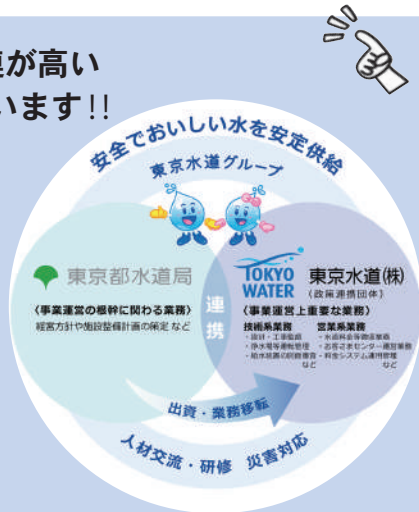 が高い
います!!
安全でおいしい水を安定供給
東京水道グループ
東京都水道局
〈事業運営の根幹に関わる業務〉
経営方針や施設整備計画の策定 など
連携
TOKYO
WATER
東京水道(株)
(政策連携団体)
〈事業運営上重要な業務〉
技術系業務
・設計・工事監督
・浄水場等運転管理
・給水装置の
など
営業系業務
・水道料金等徴収業務
・お客さまセンター運営業務
・料金システム運用管理
など
出資・業務移転
人材交流・研修 災害対応